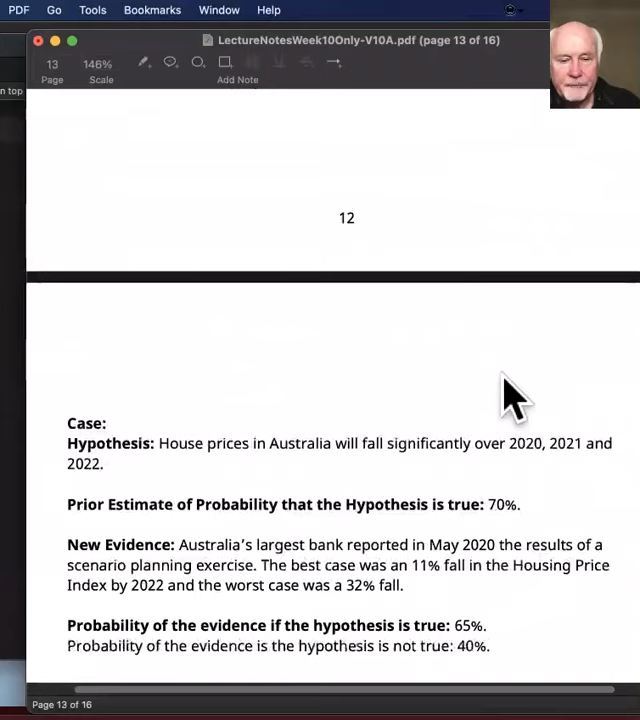 PDF Go Tools Bookmarks Window Help
LectureNotesWeek10Only-V10A.pdf (page 13 of 16)
13 146%
Page Scale Add Note
n top
12
Case:
Hypothesis: House prices in Australia will fall significantly over 2020, 2021 and
2022.
Prior Estimate of Probability that the Hypothesis is true: 70%.
New Evidence: Australia's largest bank reported in May 2020 the results of a
scenario planning exercise. The best case was an 11% fall in the Housing Price
Index by 2022 and the worst case was a 32% fall.
Probability of the evidence if the hypothesis is true: 65%.
Probability of the evidence is the hypothesis is not true: 40%.
Page 13 of 16